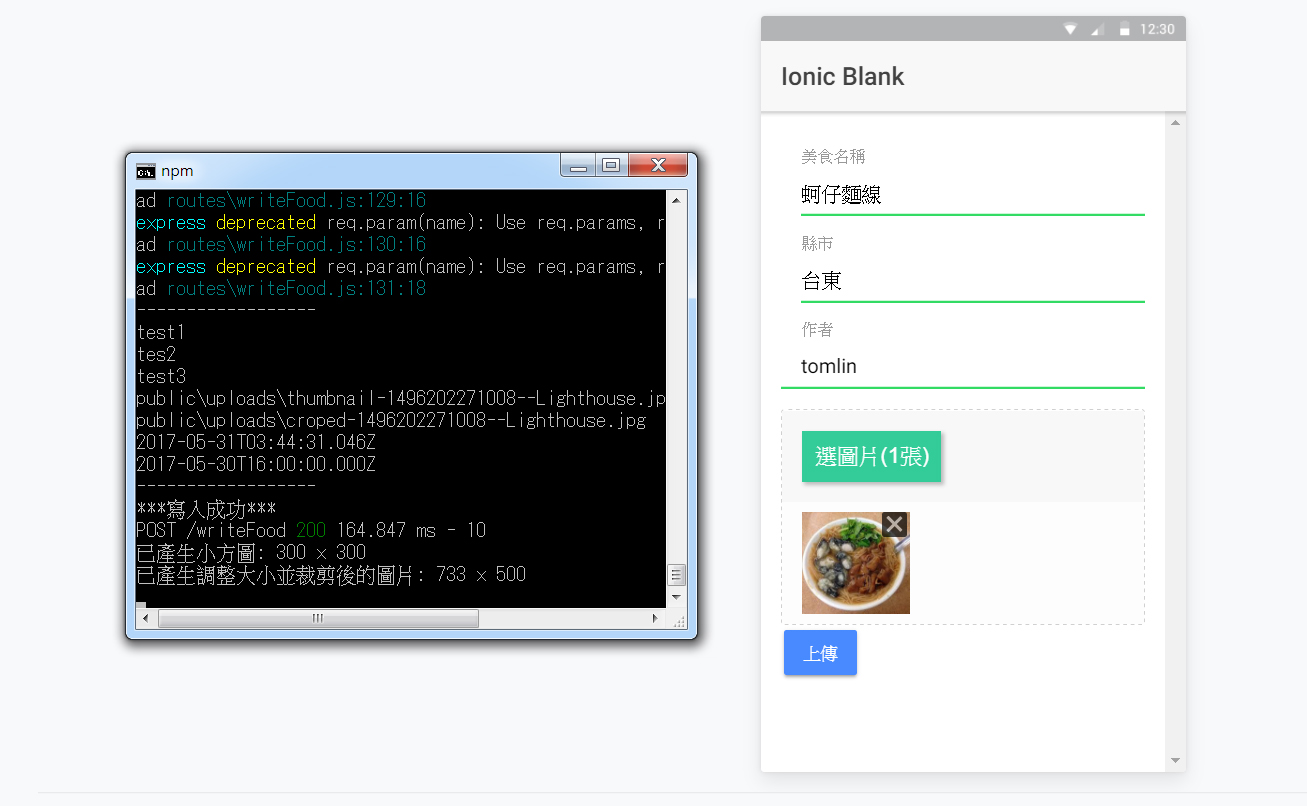 npm
ad routes\writeFood.js:129:16
express deprecated req.param(name): Use req.params, r
ad routes\writeFood.js:130:16
express deprecated req.param(name): Use req.params, r
ad routes\writeFood.js:131:18
------------------
test1
tes2
test3
public\uploads\thumbnail-1496202271008--Lighthouse.jp
public\uploads\croped-1496202271008--Lighthouse.jpg
2017-05-31T03:44:31.046Z
2017-05-30T16:00:00.000Z
------------------
***寫入成功***
POST /writeFood 200 164.847 ms - 10
已產生小方圖: 300 x 300
已產生調整大小並裁剪後的圖片: 733 x 500
12:30
Ionic Blank
美食名稱
蚵仔麵線
縣市
台東
作者
tomlin
選圖片(1張)
上傳